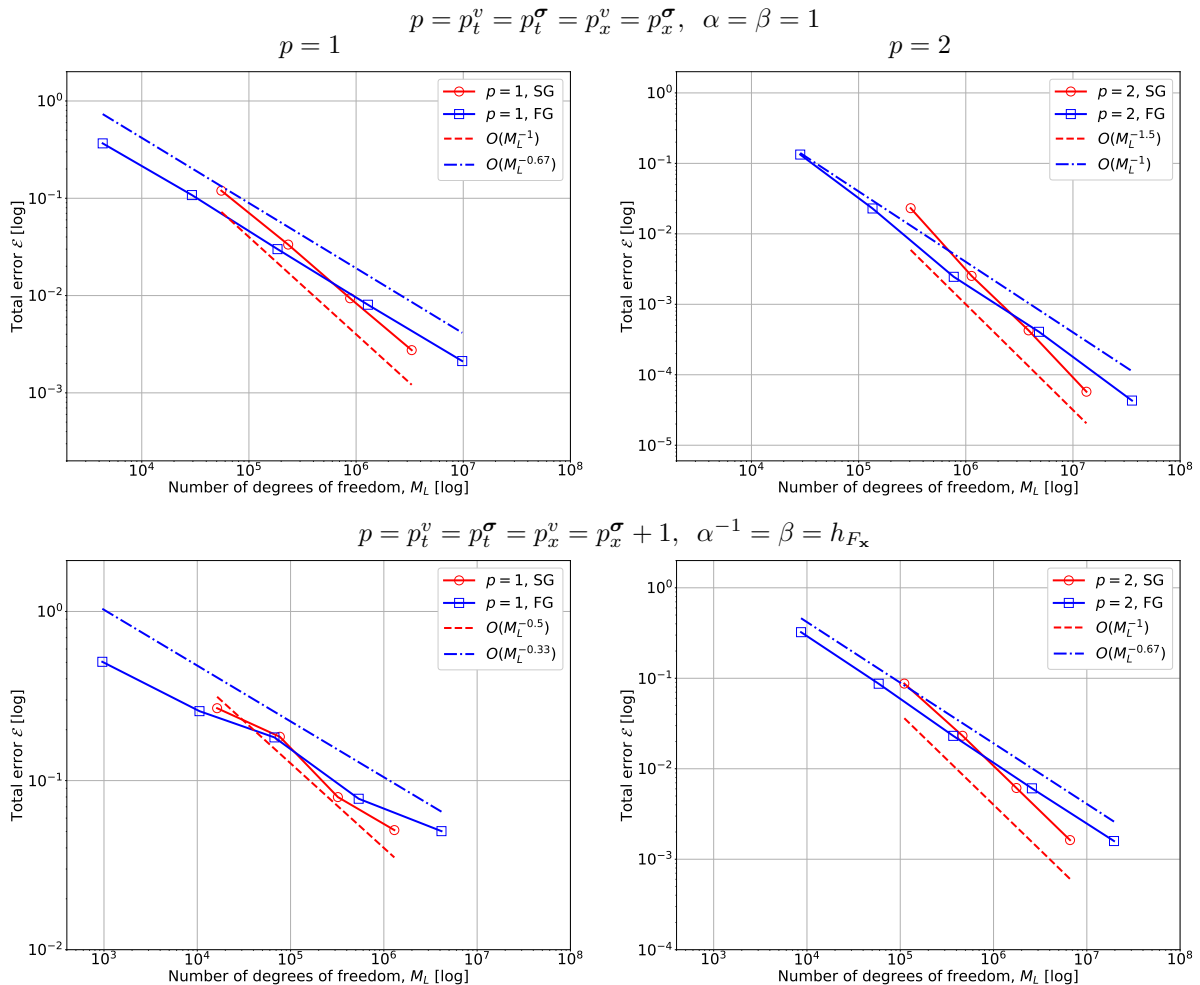 p = p_t^v = p_t^σ = p_x^v = p_x^σ, α = β = 1
p = 1
p = 2
10^0
10^{-1}
10^{-2}
10^{-3}
Total error ℰ [log]
10^4 10^5 10^6 10^7 10^8
Number of degrees of freedom, M_L [log]
p = 1, SG
p = 1, FG
O(M_L^{-1})
O(M_L^{-0.67})
10^0
10^{-1}
10^{-2}
10^{-3}
10^{-4}
10^{-5}
Total error ℰ [log]
10^4 10^5 10^6 10^7 10^8
Number of degrees of freedom, M_L [log]
p = 2, SG
p = 2, FG
O(M_L^{-1.5})
O(M_L^{-1})
p = p_t^v = p_t^σ = p_x^v = p_x^σ + 1, α^{-1} = β = h_{F_x}
10^0
10^{-1}
10^{-2}
Total error ℰ [log]
10^3 10^4 10^5 10^6 10^7 10^8
Number of degrees of freedom, M_L [log]
p = 1, SG
p = 1, FG
O(M_L^{-0.5})
O(M_L^{-0.33})
10^0
10^{-1}
10^{-2}
10^{-3}
10^{-4}
Total error ℰ [log]
10^3 10^4 10^5 10^6 10^7 10^8
Number of degrees of freedom, M_L [log]
p = 2, SG
p = 2, FG
O(M_L^{-1})
O(M_L^{-0.67})